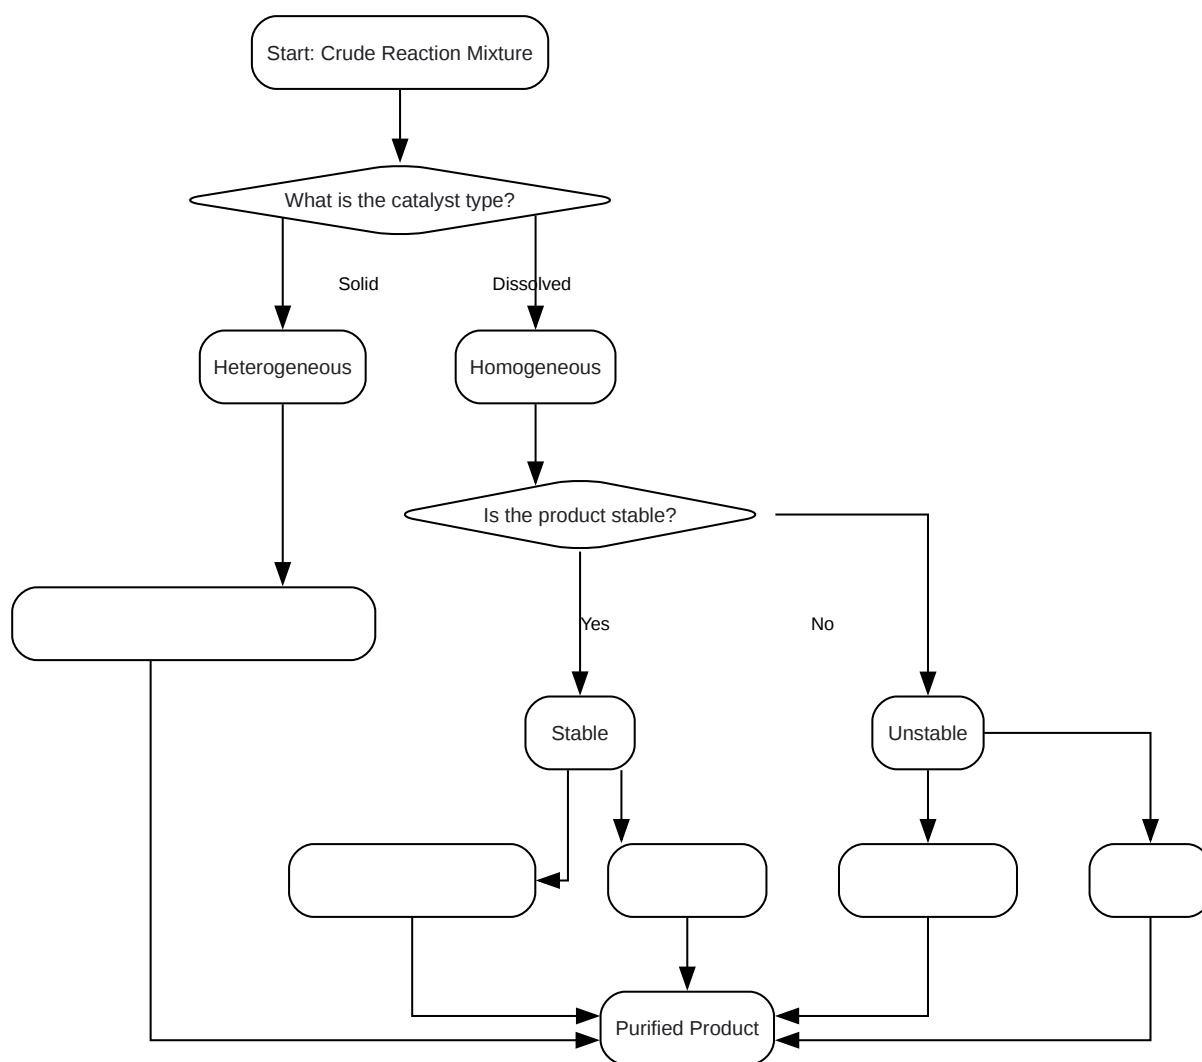 Start: Crude Reaction Mixture
What is the catalyst type?
Solid
Dissolved
Heterogeneous
Homogeneous
Is the product stable?
Yes
No
Stable
Unstable
Purified Product